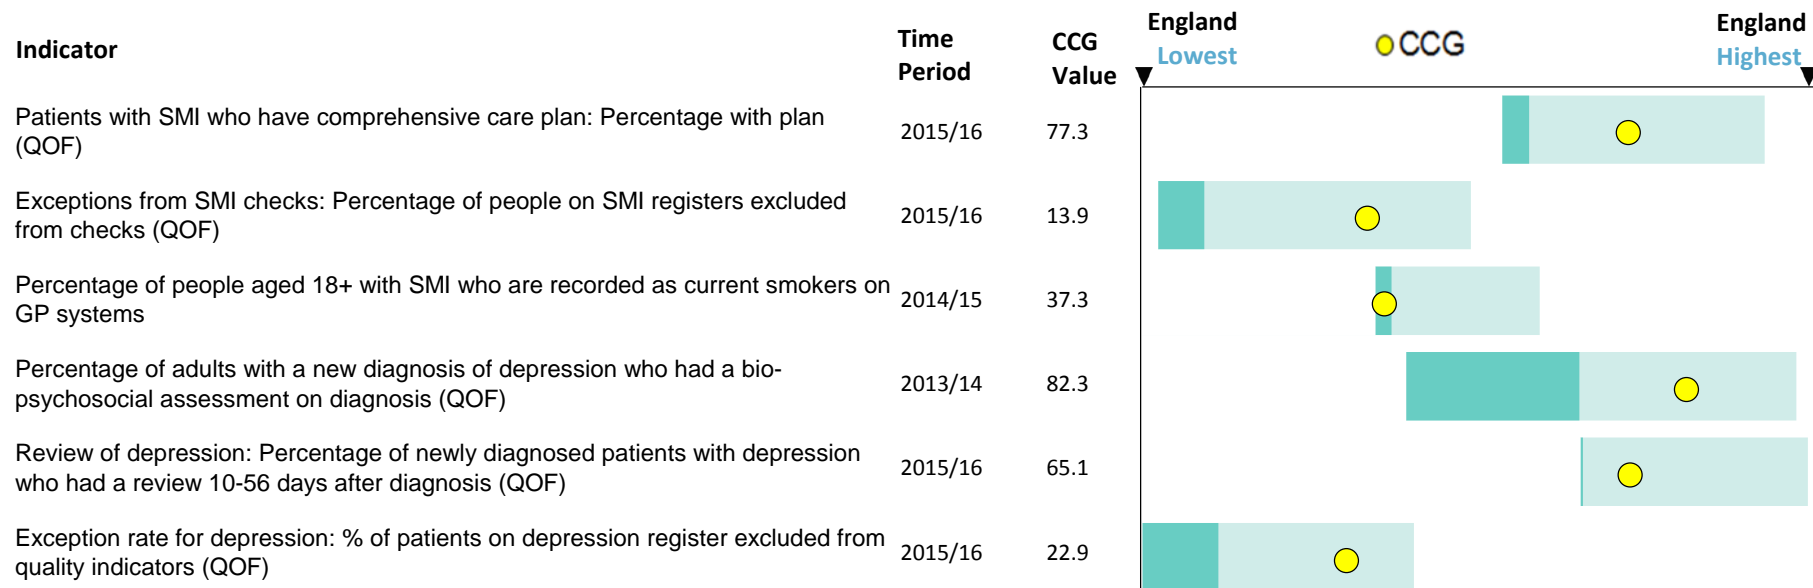 Indicator
Time
Period
CCG
Value
England
Lowest
CCG
England
Highest
Patients with SMI who have comprehensive care plan: Percentage with plan
(QOF)
2015/16
77.3
Exceptions from SMI checks: Percentage of people on SMI registers excluded
from checks (QOF)
2015/16
13.9
Percentage of people aged 18+ with SMI who are recorded as current smokers on
GP systems
2014/15
37.3
Percentage of adults with a new diagnosis of depression who had a bio-
psychosocial assessment on diagnosis (QOF)
2013/14
82.3
Review of depression: Percentage of newly diagnosed patients with depression
who had a review 10-56 days after diagnosis (QOF)
2015/16
65.1
Exception rate for depression: % of patients on depression register excluded from
quality indicators (QOF)
2015/16
22.9